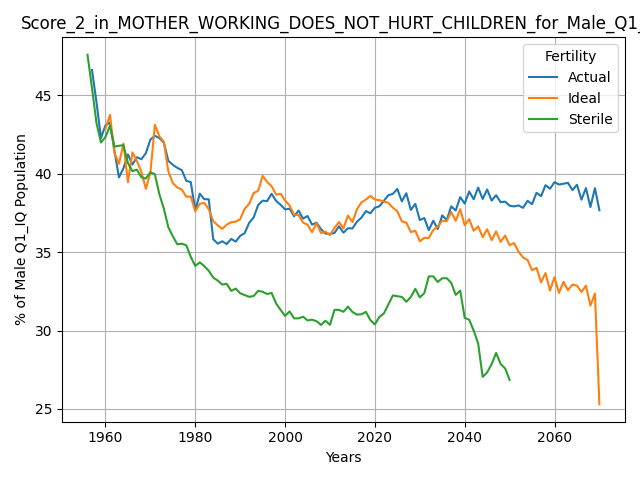 Score_2_in_MOTHER_WORKING_DOES_NOT_HURT_CHILDREN_for_Male_Q1_
Fertility
Actual
Ideal
Sterile
% of Male Q1_IQ Population
45
40
35
30
25
1960 1980 2000 2020 2040 2060
Years